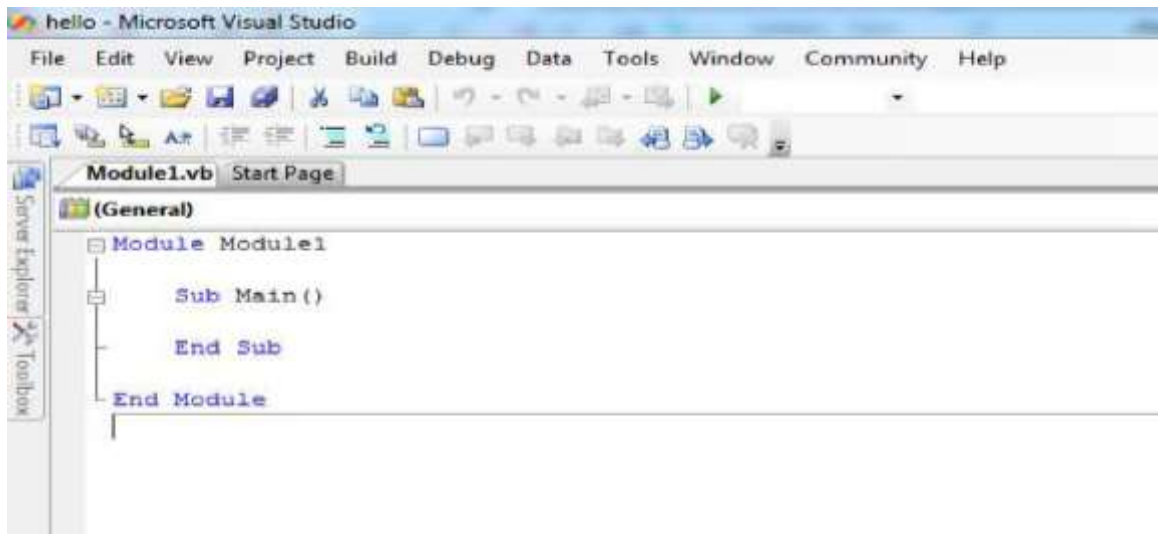 hello - Microsoft Visual Studio
File Edit View Project Build Debug Data Tools Window Community Help
Module1.vb Start Page
(General)
Server Explorer
Toolbox
Module Module1
Sub Main()
End Sub
End Module